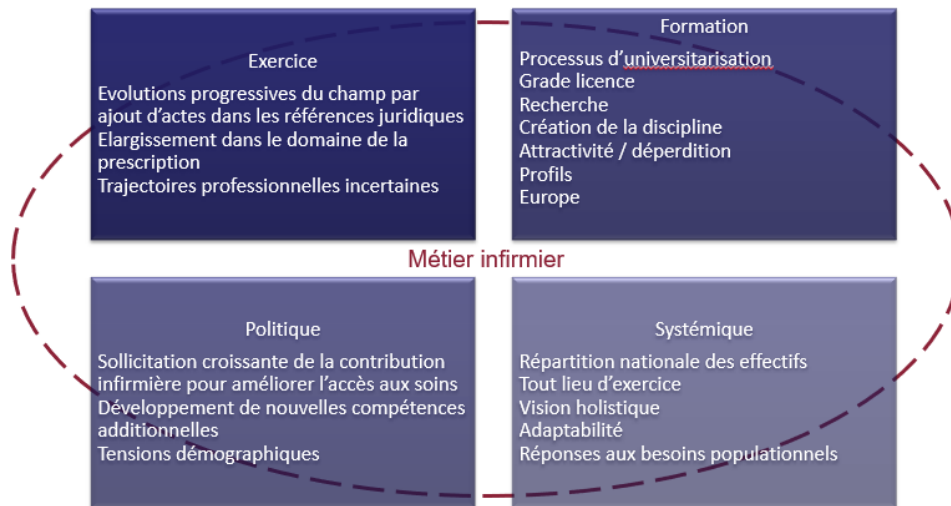 Exercice
Evolutions progressives du champ par
ajout d'actes dans les références juridiques
Elargissement dans le domaine de la
prescription
Trajectoires professionnelles incertaines
Formation
Processus d'universitarisation
Grade licence
Recherche
Création de la discipline
Attractivité / déperdition
Profils
Europe
Métier infirmier
Politique
Sollicitation croissante de la contribution
infirmière pour améliorer l'accès aux soins
Développement de nouvelles compétences
additionnelles
Tensions démographiques
Systémique
Répartition nationale des effectifs
Tout lieu d'exercice
Vision holistique
Adaptabilité
Réponses aux besoins populationnels